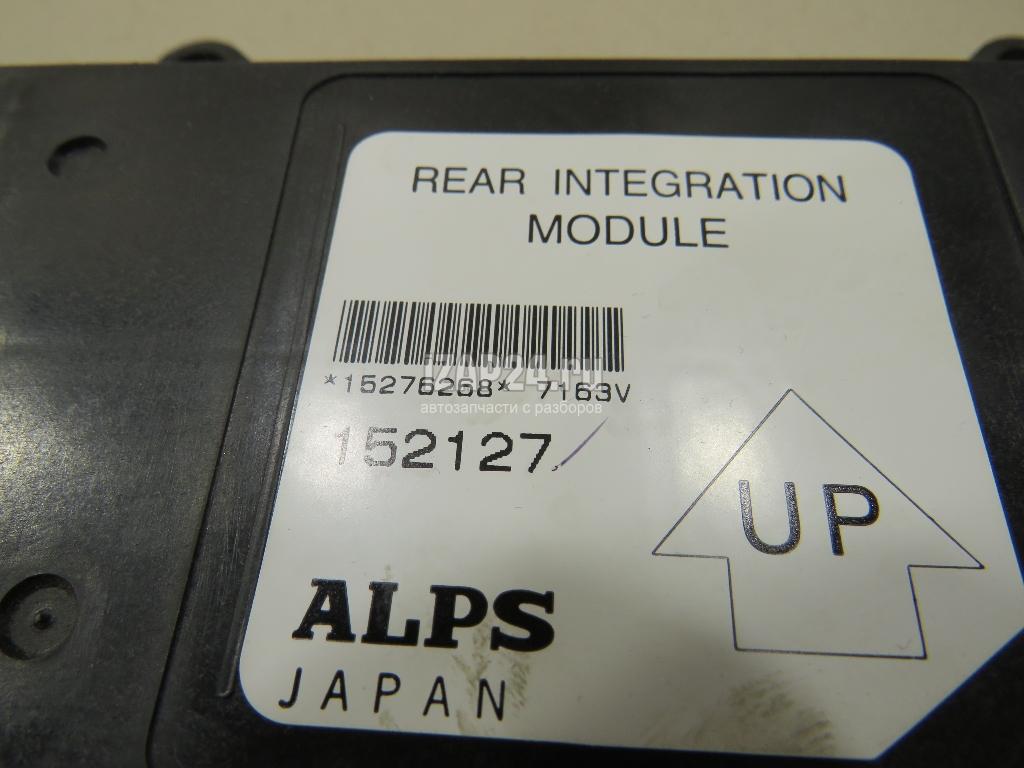 REAR INTEGRATION
MODULE
iZAP24.ru
*15276268* 7163V
автозапчасти с разборов
152127
UP
ALPS
JAPAN